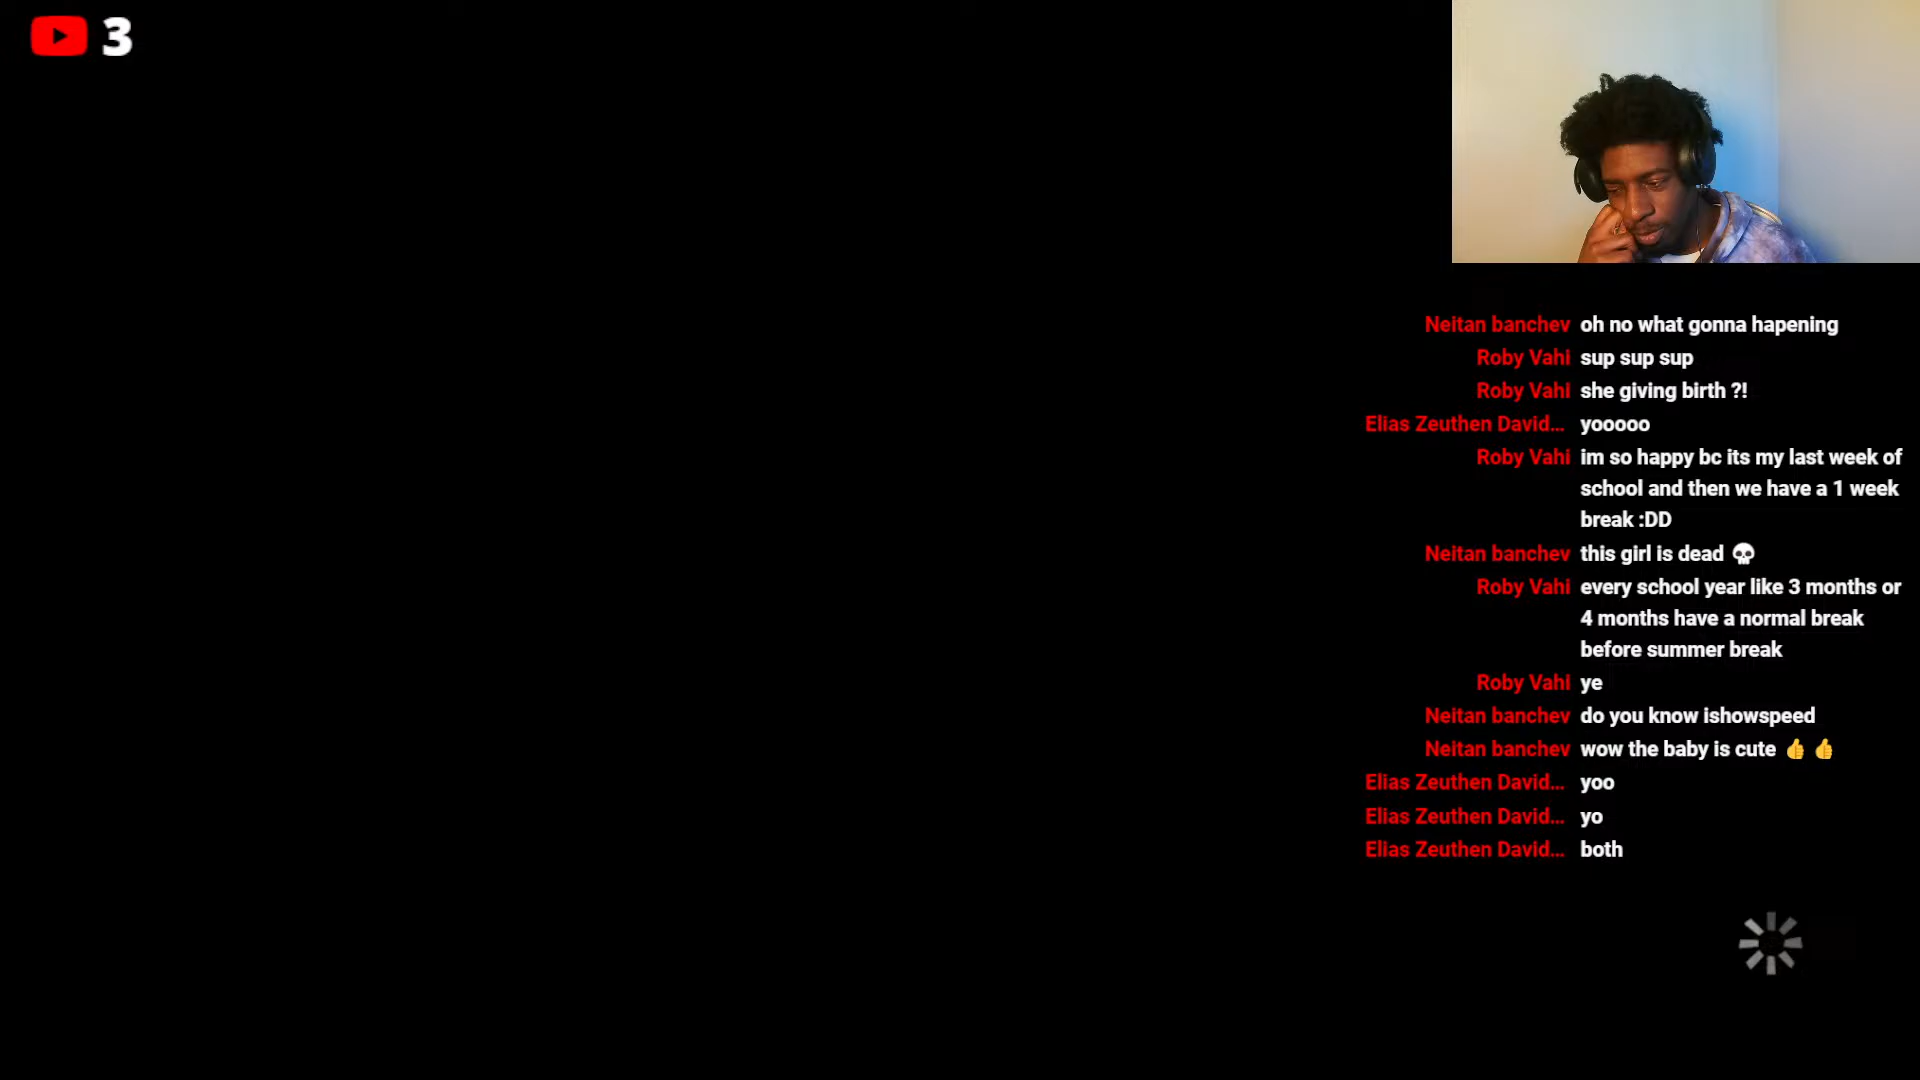 3
Neitan banchev oh no what gonna hapening
Roby Vahi sup sup sup
Roby Vahi she giving birth ?!
Elias Zeuthen David... yooooo
Roby Vahi im so happy bc its my last week of
school and then we have a 1 week
break :DD
Neitan banchev this girl is dead 💀
Roby Vahi every school year like 3 months or
4 months have a normal break
before summer break
Roby Vahi ye
Neitan banchev do you know ishowspeed
Neitan banchev wow the baby is cute 👍 👍
Elias Zeuthen David... yoo
Elias Zeuthen David... yo
Elias Zeuthen David... both